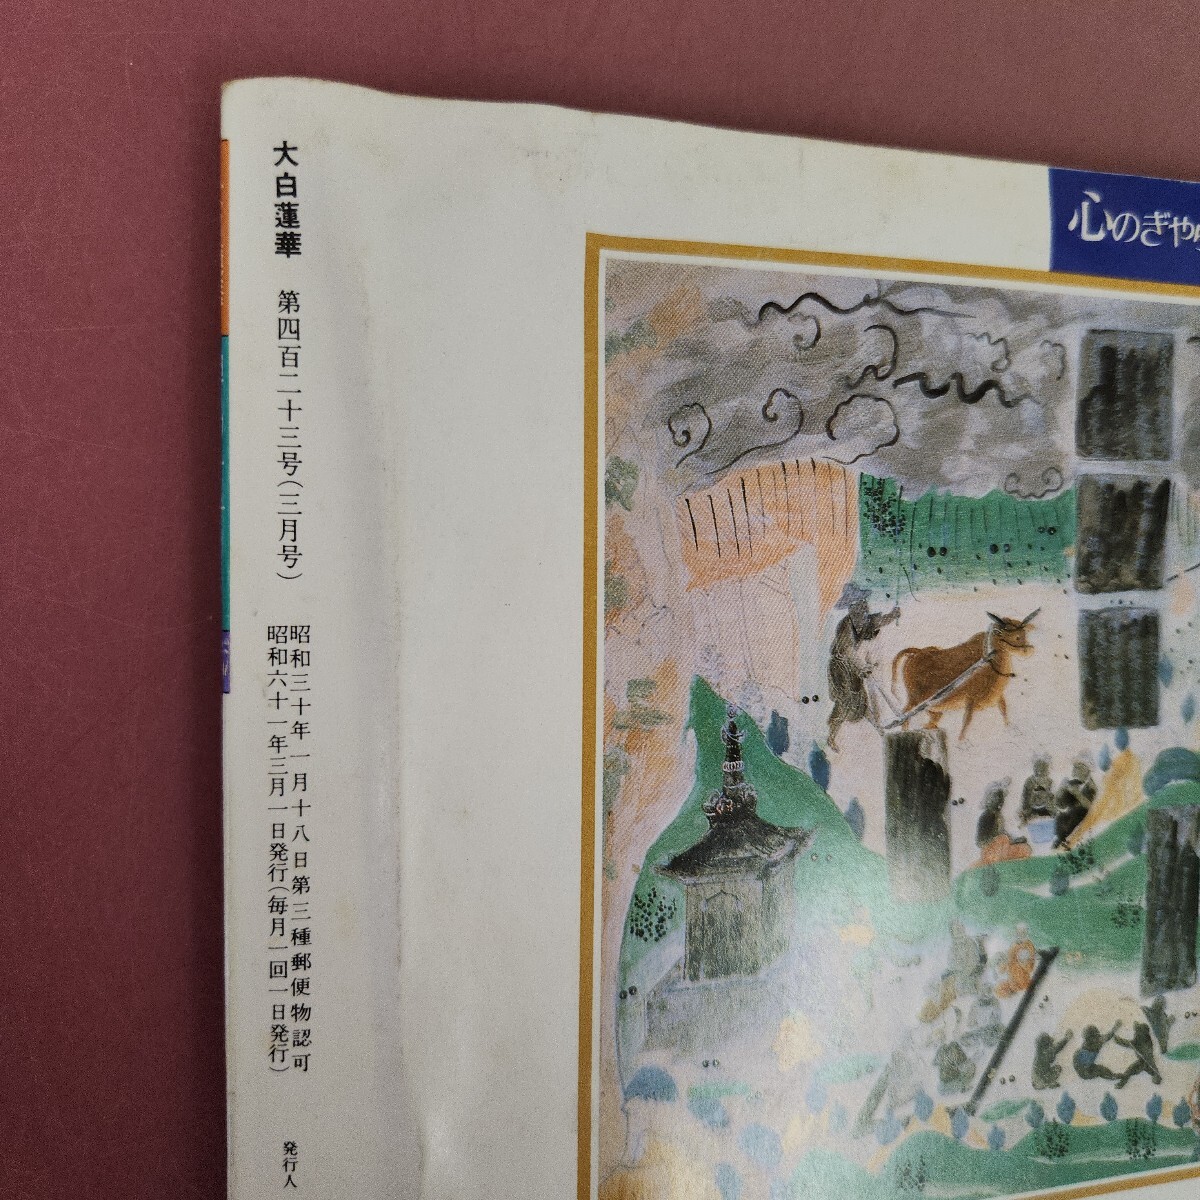 大白蓮華 第四百二十三号(三月号)
昭和三十年一月十八日第三種郵便物認可
昭和六十一年三月一日発行(毎月一回一日発行)
発行人
心のぎや